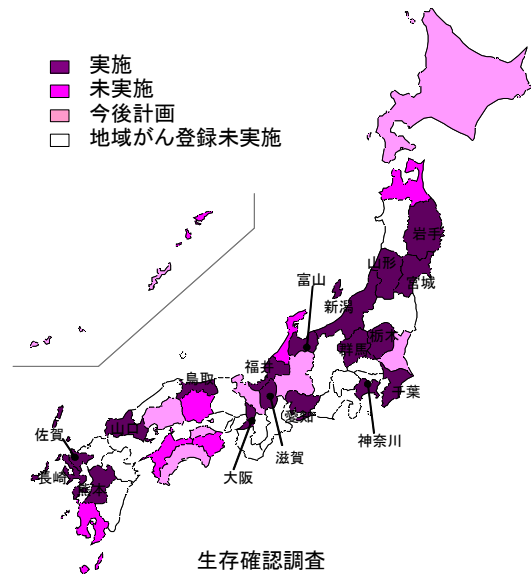 実施
未実施
今後計画
地域がん登録未実施
岩手
山形
宮城
富山
新潟
栃木
群馬
福井
千葉
鳥取
愛知
山口
佐賀
神奈川
滋賀
大阪
長崎
熊本
生存確認調査